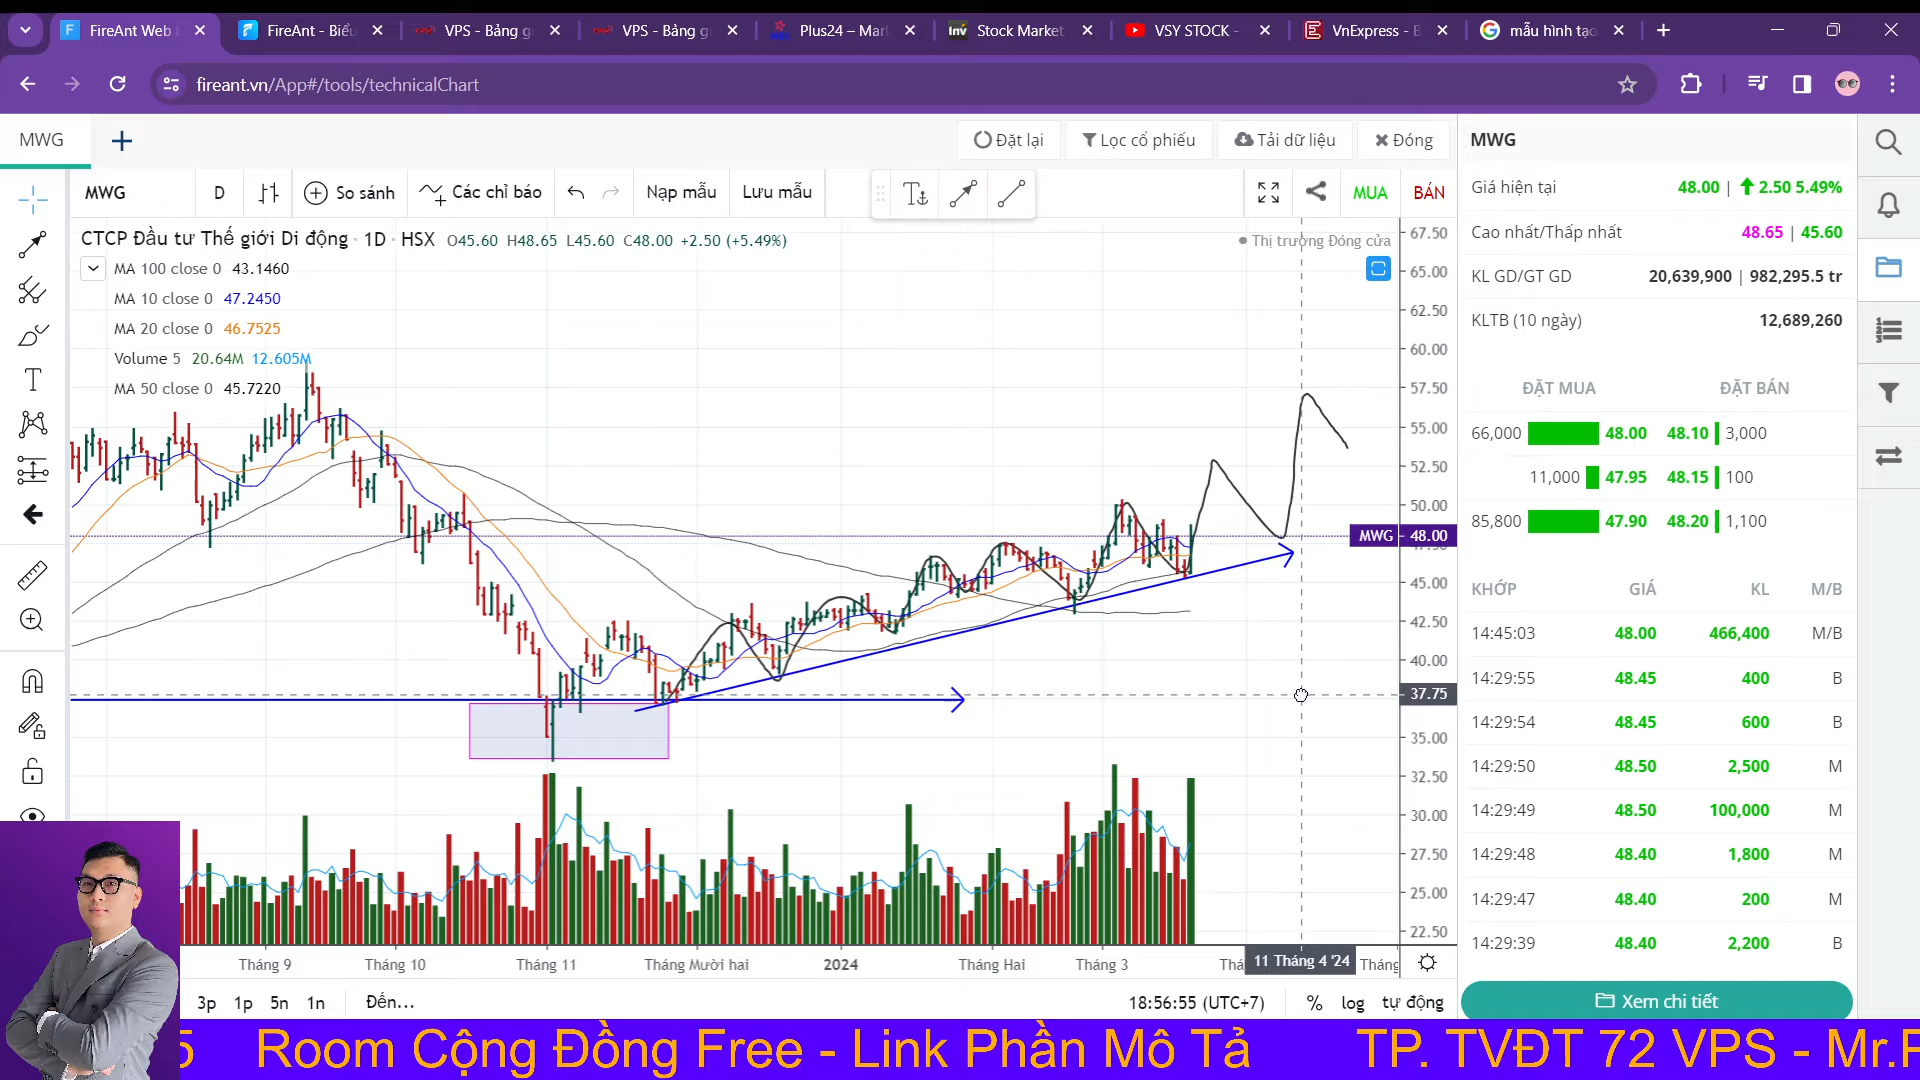 FireAnt Web
FireAnt - Biểu
VPS - Bảng g
VPS - Bảng g
Plus24 – Mar
Stock Market
VSY STOCK -
VnExpress - B
mẫu hình tạo
fireant.vn/App#/tools/technicalChart
MWG
Đặt lại
Lọc cổ phiếu
Tải dữ liệu
Đóng
MWG
MWG
D
So sánh
Các chỉ báo
Nạp mẫu
Lưu mẫu
MUA
BÁN
Giá hiện tại
48.00 | 2.50 5.49%
Cao nhất/Thấp nhất
48.65 | 45.60
KL GD/GT GD
20,639,900 | 982,295.5 tr
KLTB (10 ngày)
12,689,260
CTCP Đầu tư Thế giới Di động · 1D · HSX O45.60 H48.65 L45.60 C48.00 +2.50 (+5.49%)
Thị trường Đóng cửa
MA 100 close 0 43.1460
MA 10 close 0 47.2450
MA 20 close 0 46.7525
Volume 5 20.64M 12.605M
MA 50 close 0 45.7220
67.50
65.00
62.50
60.00
57.50
55.00
52.50
50.00
MWG 48.00
45.00
42.50
40.00
37.75
35.00
32.50
30.00
27.50
25.00
22.50
ĐẶT MUA ĐẶT BÁN
66,000 48.00 48.10 3,000
11,000 47.95 48.15 100
85,800 47.90 48.20 1,100
KHỚP GIÁ KL M/B
14:45:03 48.00 466,400 M/B
14:29:55 48.45 400 B
14:29:54 48.45 600 B
14:29:50 48.50 2,500 M
14:29:49 48.50 100,000 M
14:29:48 48.40 1,800 M
14:29:47 48.40 200 M
14:29:39 48.40 2,200 B
Xem chi tiết
Tháng 9
Tháng 10
Tháng 11
Tháng Mười hai
2024
Tháng Hai
Tháng 3
11 Tháng 4 '24
3p 1p 5n 1n Đến...
18:56:55 (UTC+7) % log tự động
5 Room Cộng Đồng Free - Link Phần Mô Tả TP. TVĐT 72 VPS - Mr.